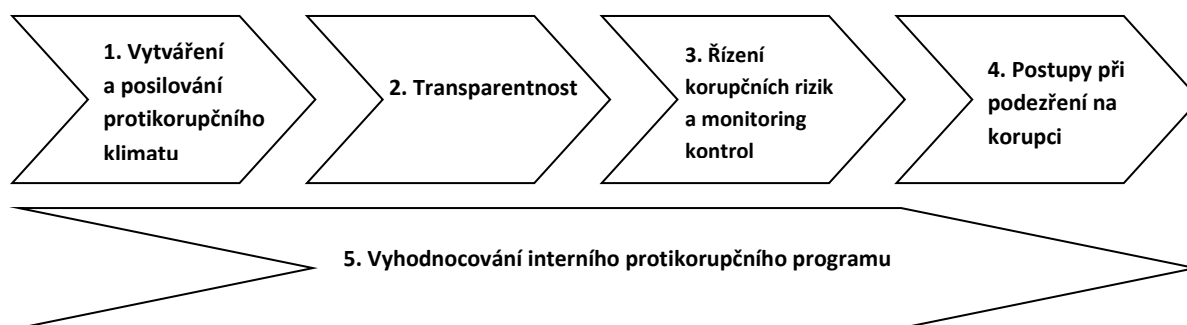 1. Vytváření
a posilování
protikorupčního
klimatu
2. Transparentnost
3. Řízení
korupčních rizik
a monitoring
kontrol
4. Postupy při
podezření na
korupci
5. Vyhodnocování interního protikorupčního programu